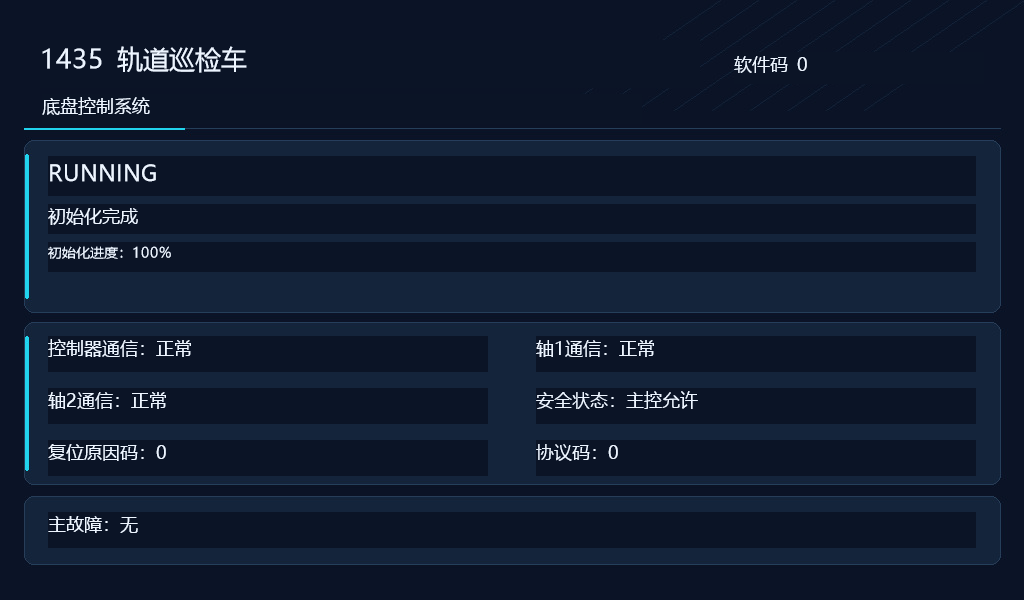 1435 轨道巡检车
软件码 0
底盘控制系统
RUNNING
初始化完成
初始化进度：100%
控制器通信：正常
轴1通信：正常
轴2通信：正常
安全状态：主控允许
复位原因码：0
协议码：0
主故障：无